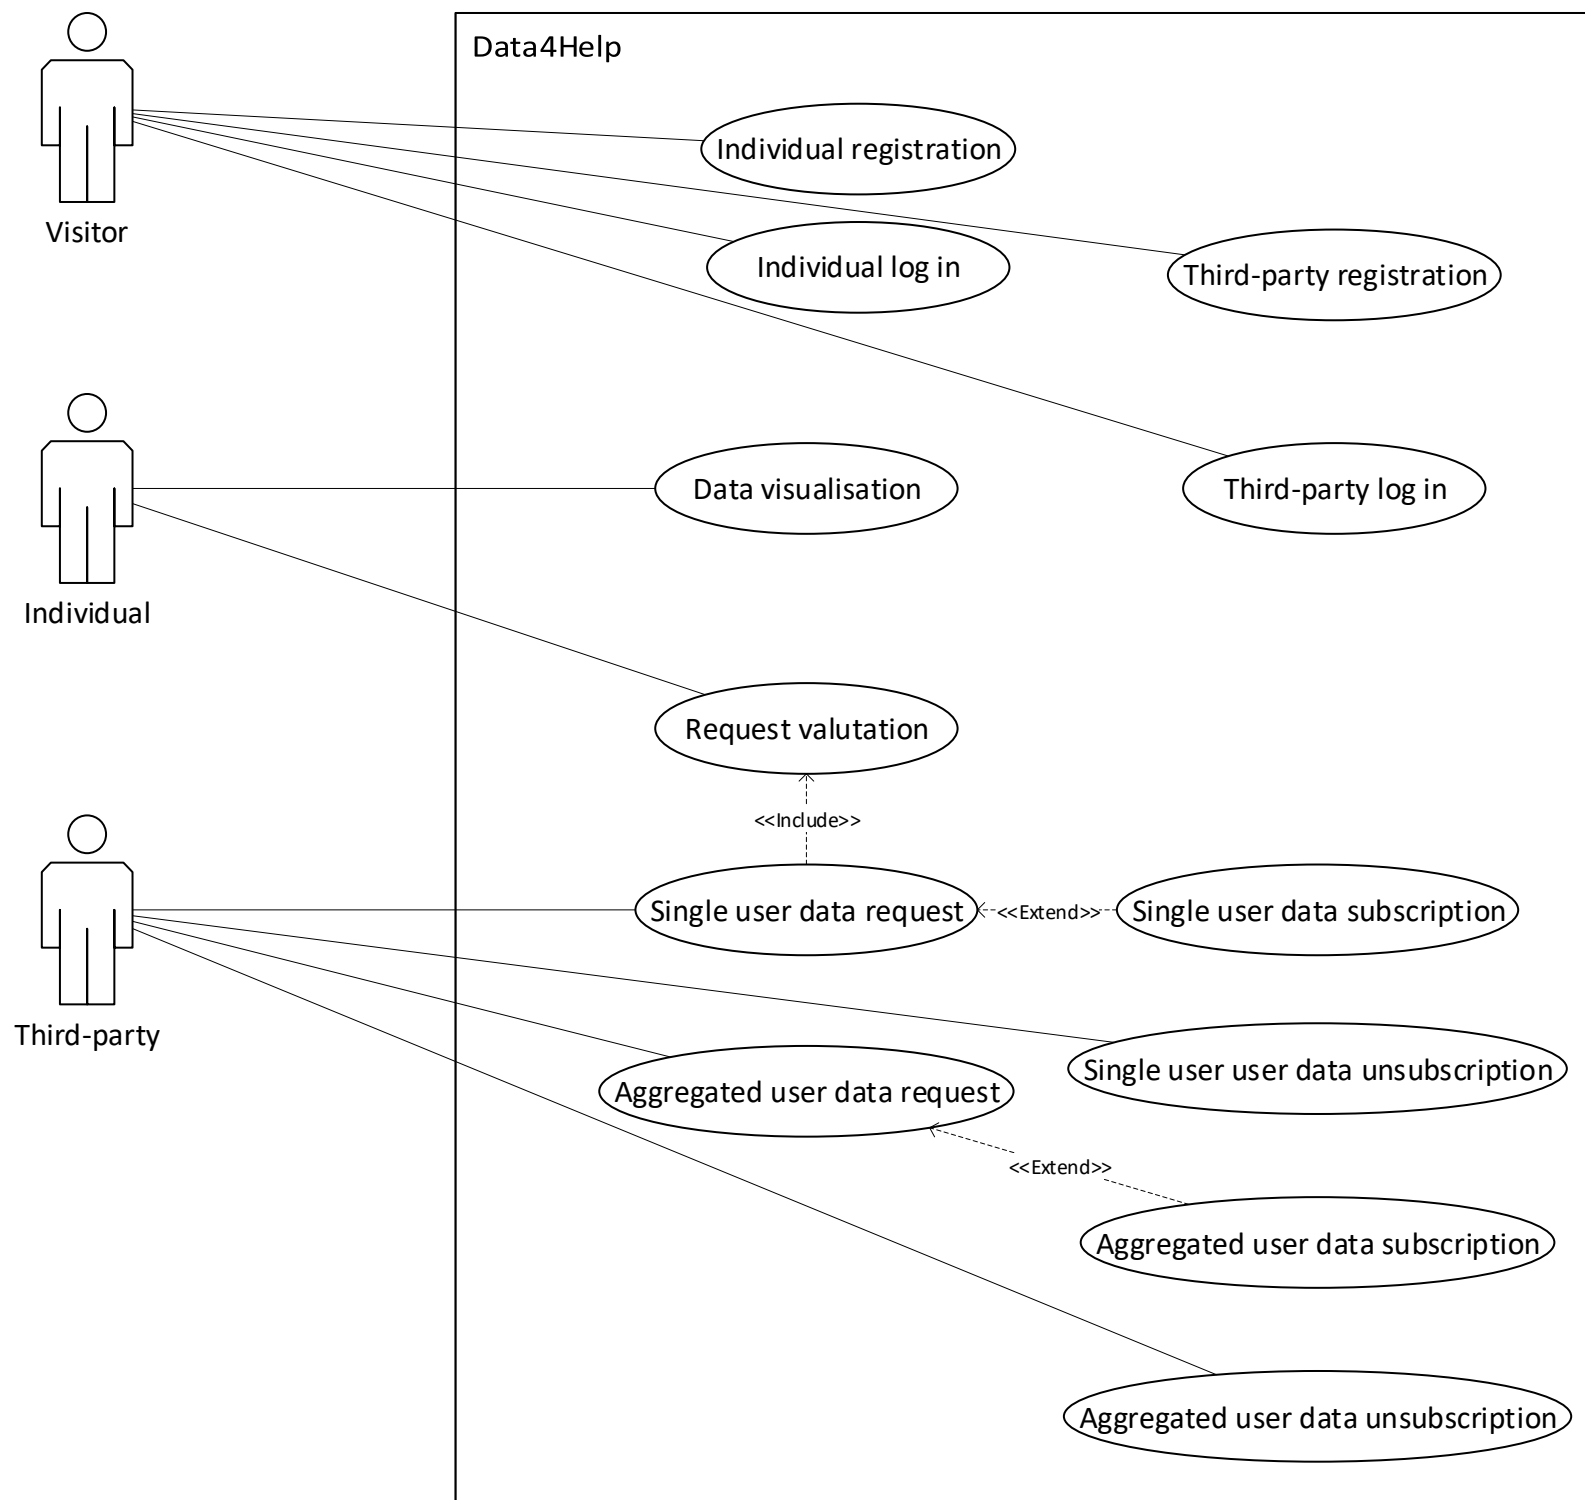 Data4Help
Individual registration
Visitor
Individual log in
Third-party registration
Data visualisation
Third-party log in
Individual
Request valutation
<<Include>>
Single user data request
<<Extend>>
Single user data subscription
Third-party
Single user user data unsubscription
Aggregated user data request
<<Extend>>
Aggregated user data subscription
Aggregated user data unsubscription